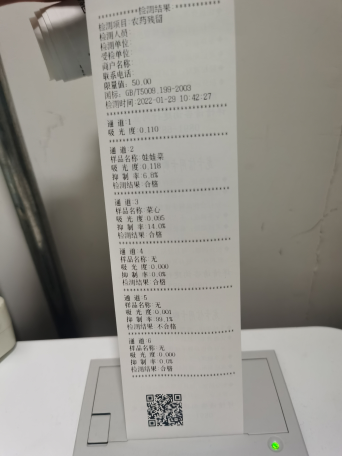 **********检测结果**********
检测项目:农药残留
检测人员
检测单位
受检单位
商户名称
联系电话
限量值:50.00
国标:GB/T5009.199-2003
检测时间:2022-01-29 10:42:27
******************************
通道:1
吸光度:0.110
******************************
通道:2
样品名称:娃娃菜
吸光度:0.118
抑制率:6.8%
检测结果:合格
******************************
通道:3
样品名称:菜心
吸光度:0.095
抑制率:14.0%
检测结果:合格
******************************
通道:4
样品名称:无
吸光度:0.000
抑制率:0.0%
检测结果:合格
******************************
通道:5
样品名称:无
吸光度:0.001
抑制率:99.1%
检测结果:不合格
******************************
通道:6
样品名称:无
吸光度:0.000
抑制率:0.0%
检测结果:合格
******************************